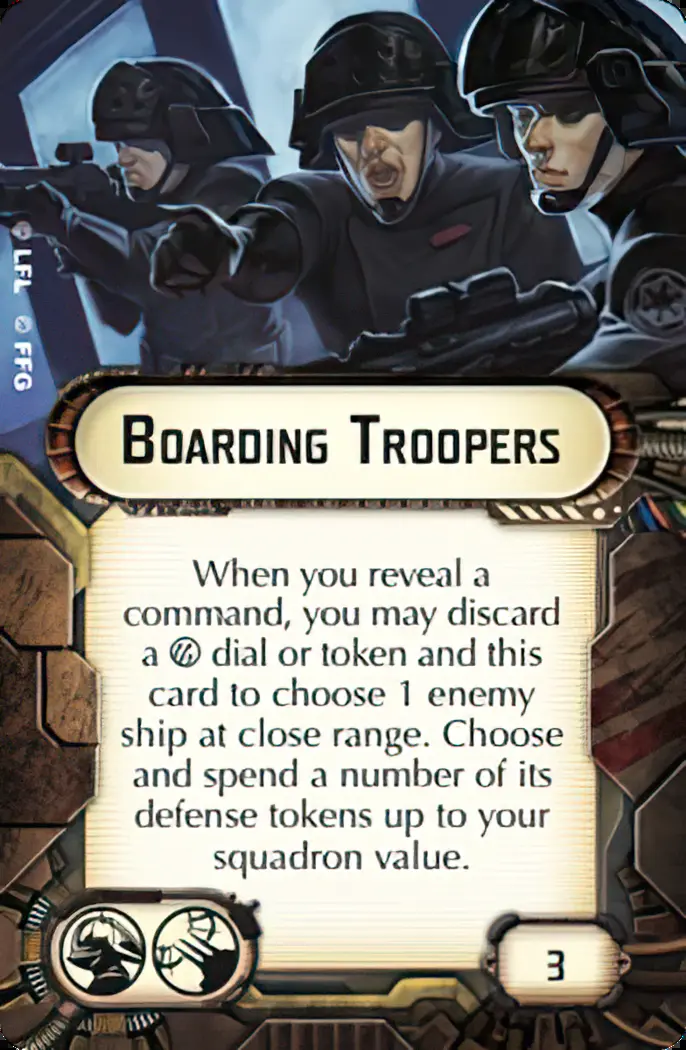 LFL FFG
BOARDING TROOPERS
When you reveal a
command, you may discard
a dial or token and this
card to choose 1 enemy
ship at close range. Choose
and spend a number of its
defense tokens up to your
squadron value.
3